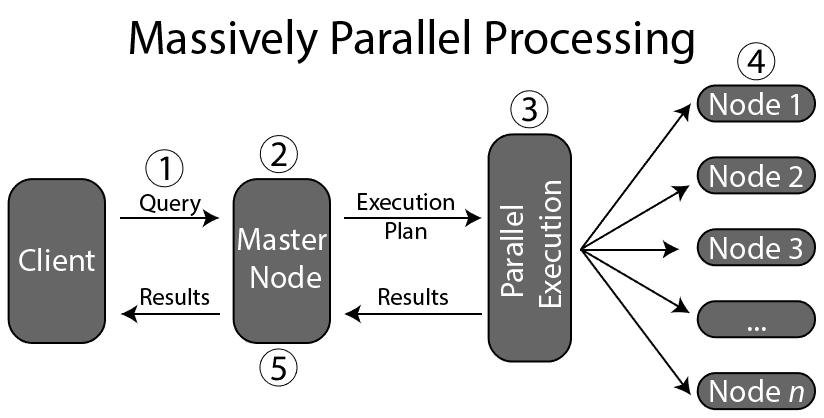 Massively Parallel Processing
1
Query
Client
Results
2
Master
Node
5
Execution
Plan
Results
3
Parallel
Execution
4
Node 1
Node 2
Node 3
...
Node n